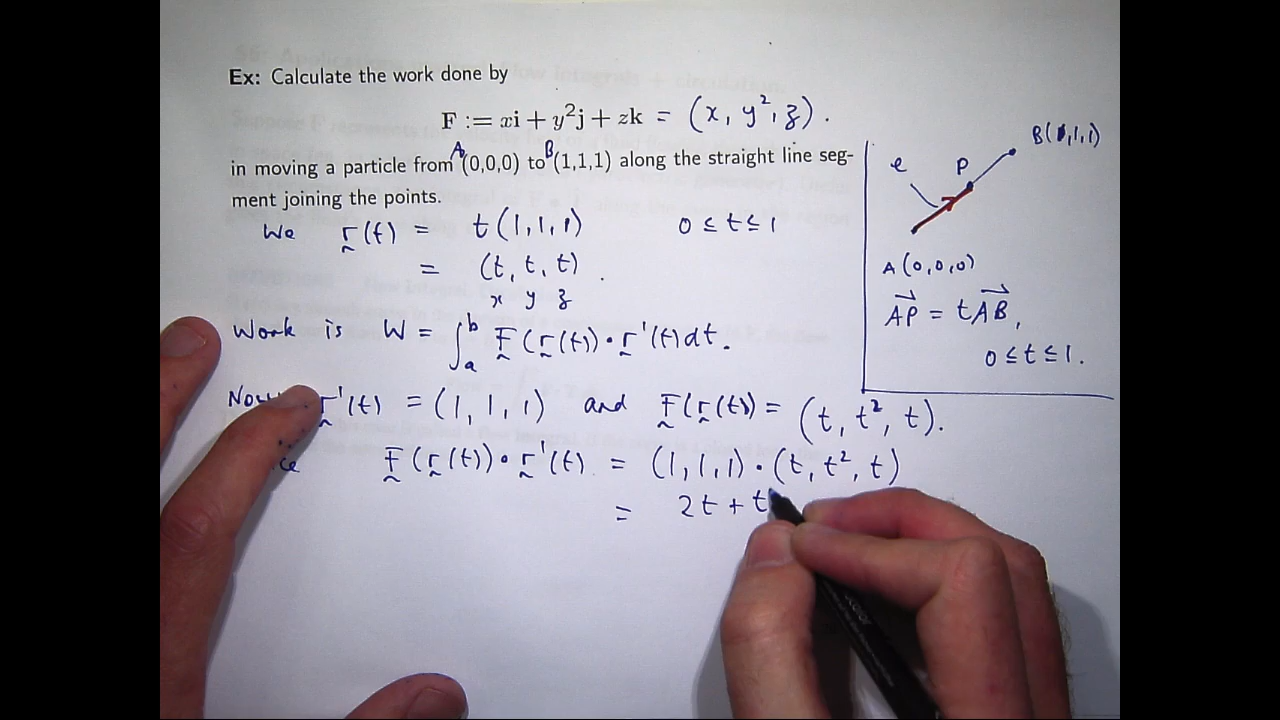 Ex: Calculate the work done by
F := xi + y²j + zk = (x, y², z).
A B
in moving a particle from (0,0,0) to (1,1,1) along the straight line seg-
ment joining the points.
We r(t) = t(1,1,1) 0 ≤ t ≤ 1
= (t, t, t).
x y z
Work is W = ∫ₐᵇ F(r(t)) • r'(t) dt.
Now r'(t) = (1, 1, 1) and F(r(t)) = (t, t², t).
F(r(t)) • r'(t) = (1,1,1) • (t, t², t)
= 2t + t
B(1,1,1)
e P
A(0,0,0)
AP = tAB,
0 ≤ t ≤ 1.